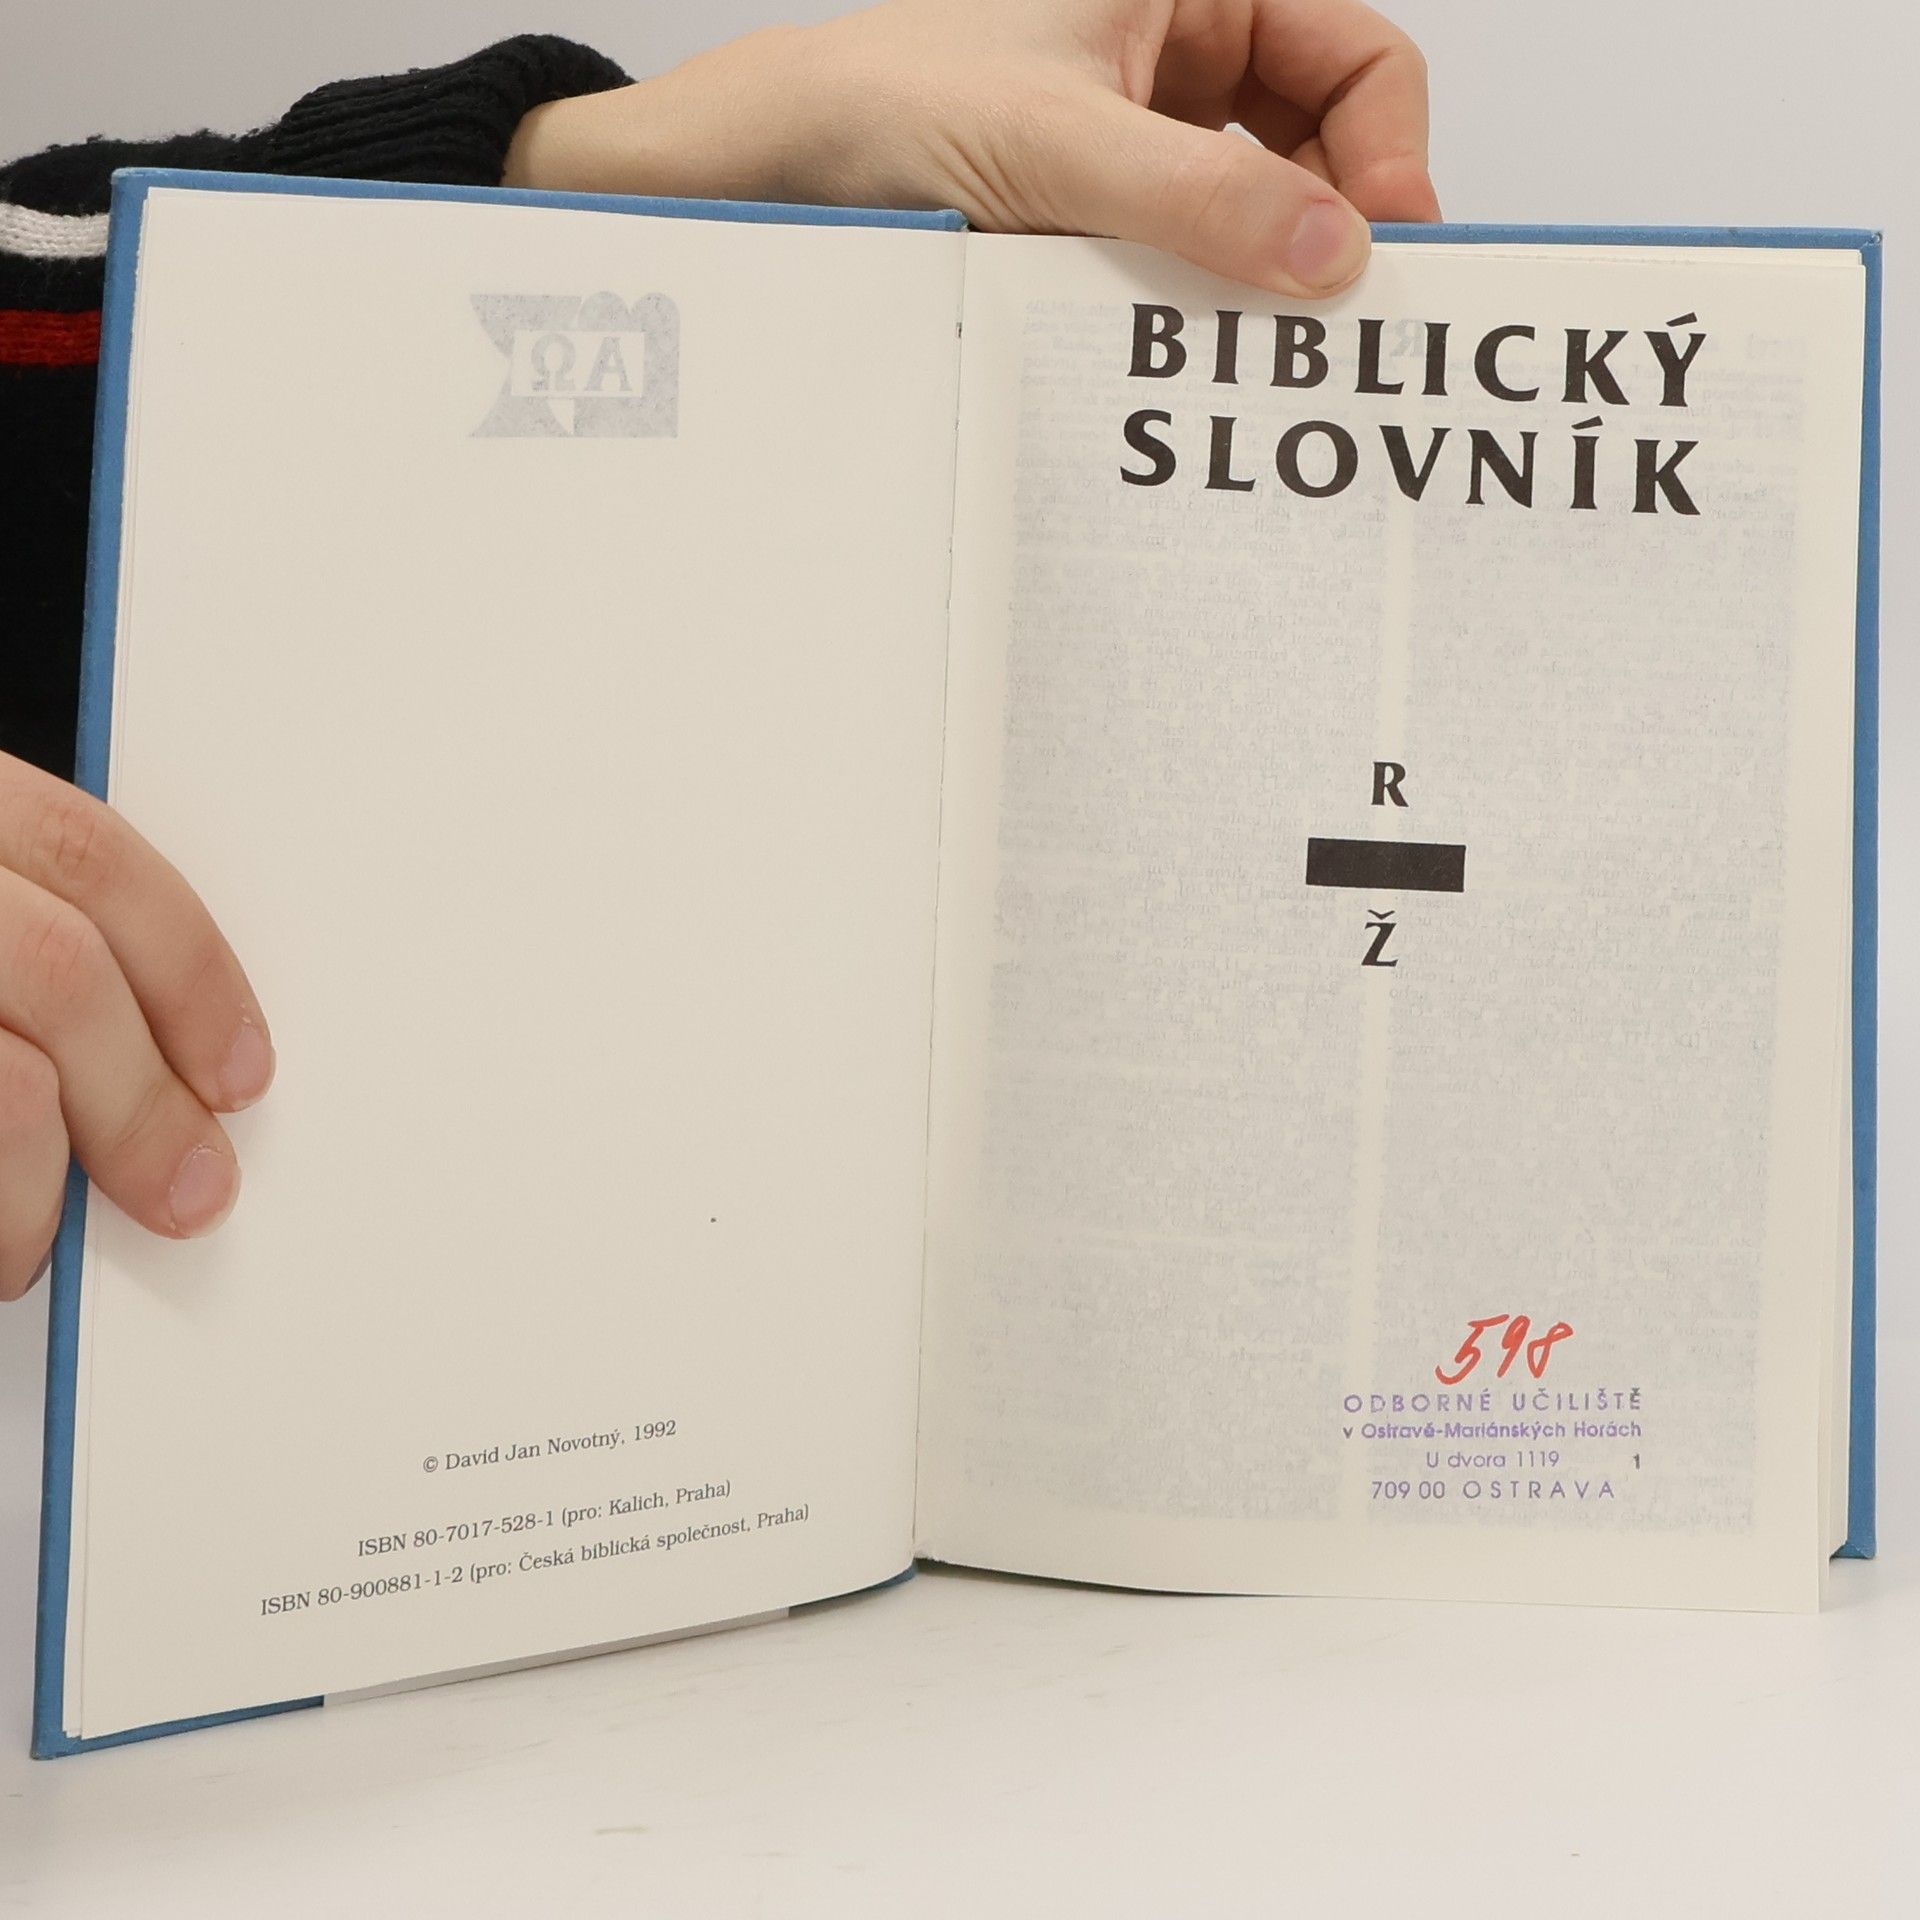 © David Jan Novotný, 1992
ISBN 80-7017-528-1 (pro: Kalich, Praha)
ISBN 80-900881-1-2 (pro: Česká biblická společnost, Praha)
BIBLICKÝ
SLOVNÍK
R
Ž
598
ODBORNÉ UČILIŠTĚ
v Ostravě-Mariánských Horách
U dvora 1119 1
709 00 OSTRAVA